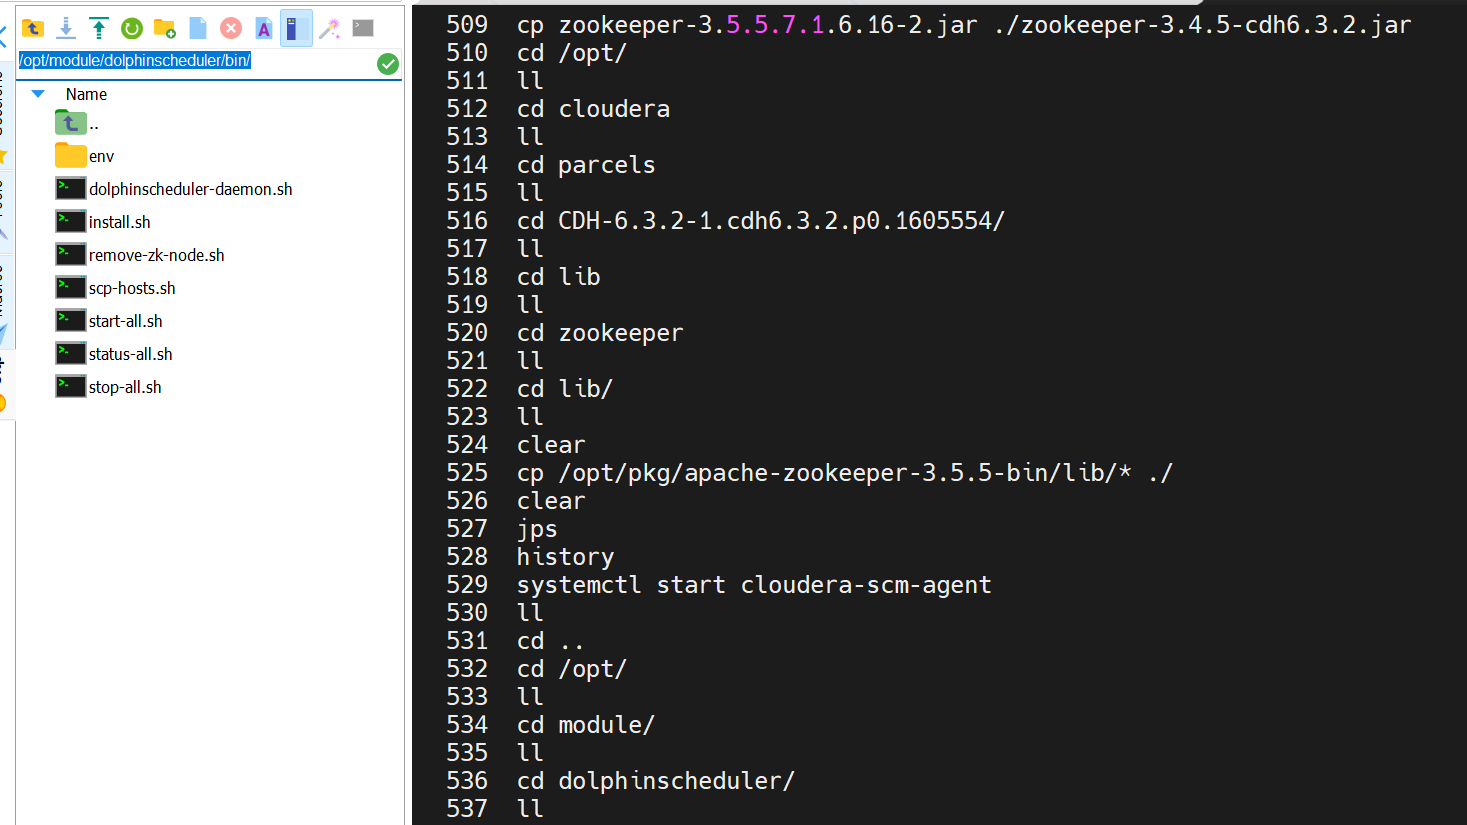 /opt/module/dolphinscheduler/bin/
Name
..
env
dolphinscheduler-daemon.sh
install.sh
remove-zk-node.sh
scp-hosts.sh
start-all.sh
status-all.sh
stop-all.sh
509 cp zookeeper-3.5.5.7.1.6.16-2.jar ./zookeeper-3.4.5-cdh6.3.2.jar
510 cd /opt/
511 ll
512 cd cloudera
513 ll
514 cd parcels
515 ll
516 cd CDH-6.3.2-1.cdh6.3.2.p0.1605554/
517 ll
518 cd lib
519 ll
520 cd zookeeper
521 ll
522 cd lib/
523 ll
524 clear
525 cp /opt/pkg/apache-zookeeper-3.5.5-bin/lib/* ./
526 clear
527 jps
528 history
529 systemctl start cloudera-scm-agent
530 ll
531 cd ..
532 cd /opt/
533 ll
534 cd module/
535 ll
536 cd dolphinscheduler/
537 ll